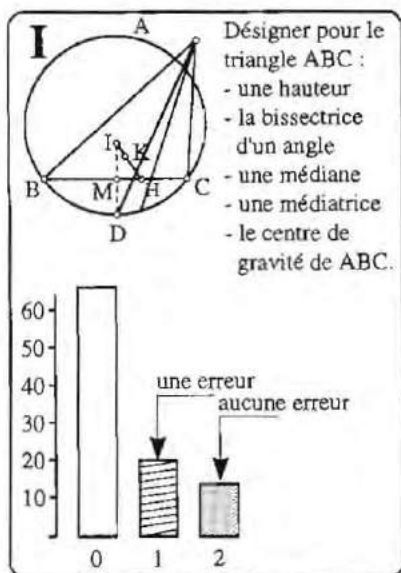 I
A
Désigner pour le
triangle ABC :
- une hauteur
- la bissectrice
d'un angle
- une médiane
- une médiatrice
- le centre de
gravité de ABC.
I
K
B
M
H
C
D
60
50
40
30
20
10
une erreur
aucune erreur
0 1 2